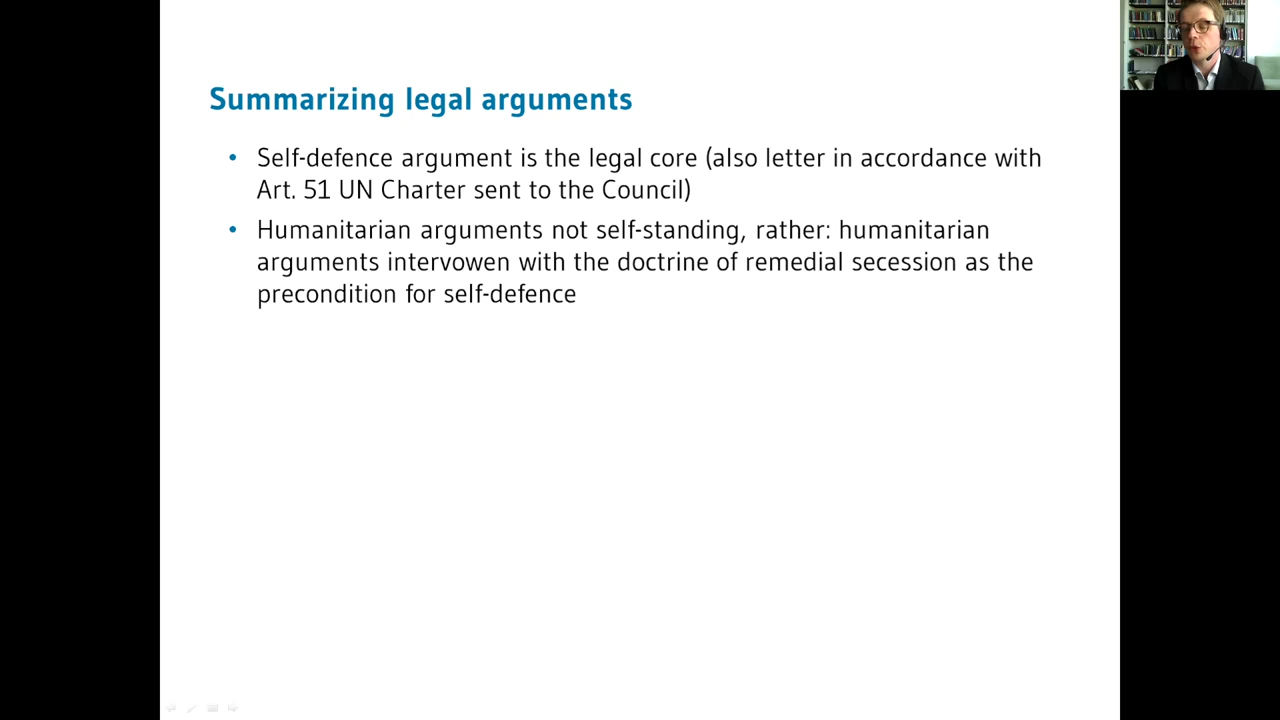 Summarizing legal arguments
• Self-defence argument is the legal core (also letter in accordance with
Art. 51 UN Charter sent to the Council)
• Humanitarian arguments not self-standing, rather: humanitarian
arguments intervowen with the doctrine of remedial secession as the
precondition for self-defence